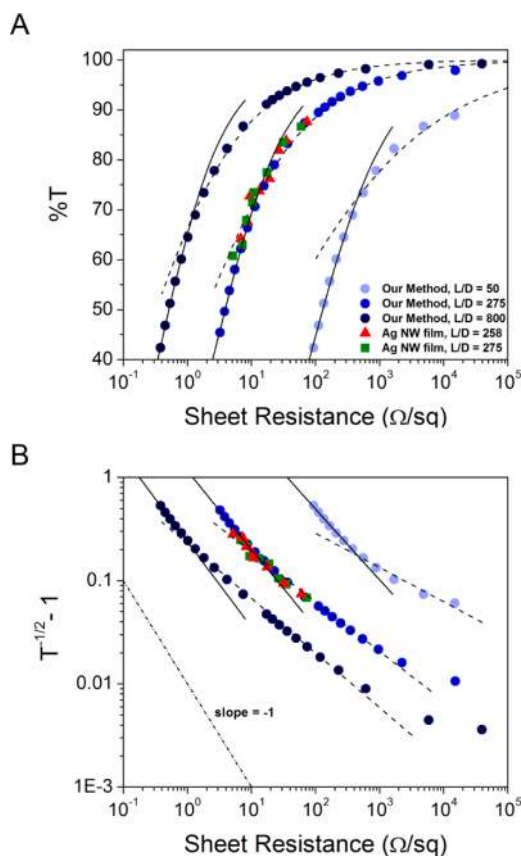 A
100
90
80
70
60
50
40
%T
Our Method, L/D = 50
Our Method, L/D = 275
Our Method, L/D = 800
Ag NW film, L/D = 258
Ag NW film, L/D = 275
10-1 100 101 102 103 104 105
Sheet Resistance (Ω/sq)
B
1
0.1
0.01
1E-3
T-1/2 - 1
slope = -1
10-1 100 101 102 103 104 105
Sheet Resistance (Ω/sq)